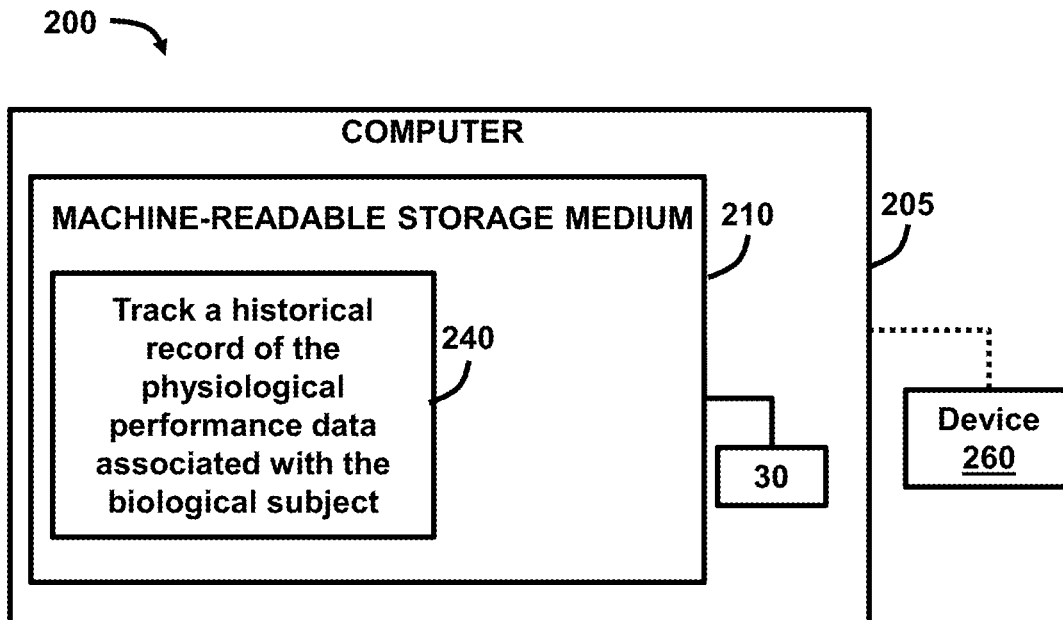 200
COMPUTER
MACHINE-READABLE STORAGE MEDIUM
210
205
Track a historical
record of the
physiological
performance data
associated with the
biological subject
240
30
Device
260